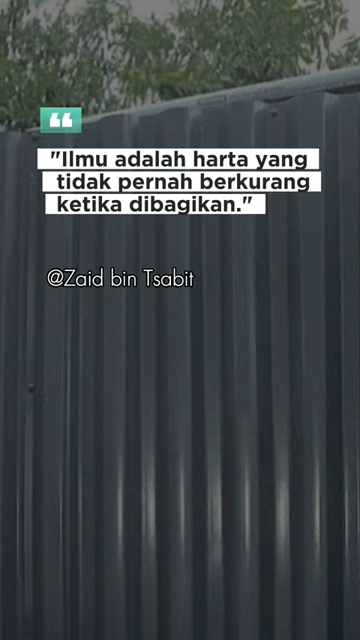 "Ilmu adalah harta yang
tidak pernah berkurang
ketika dibagikan."
@Zaid bin Tsabit